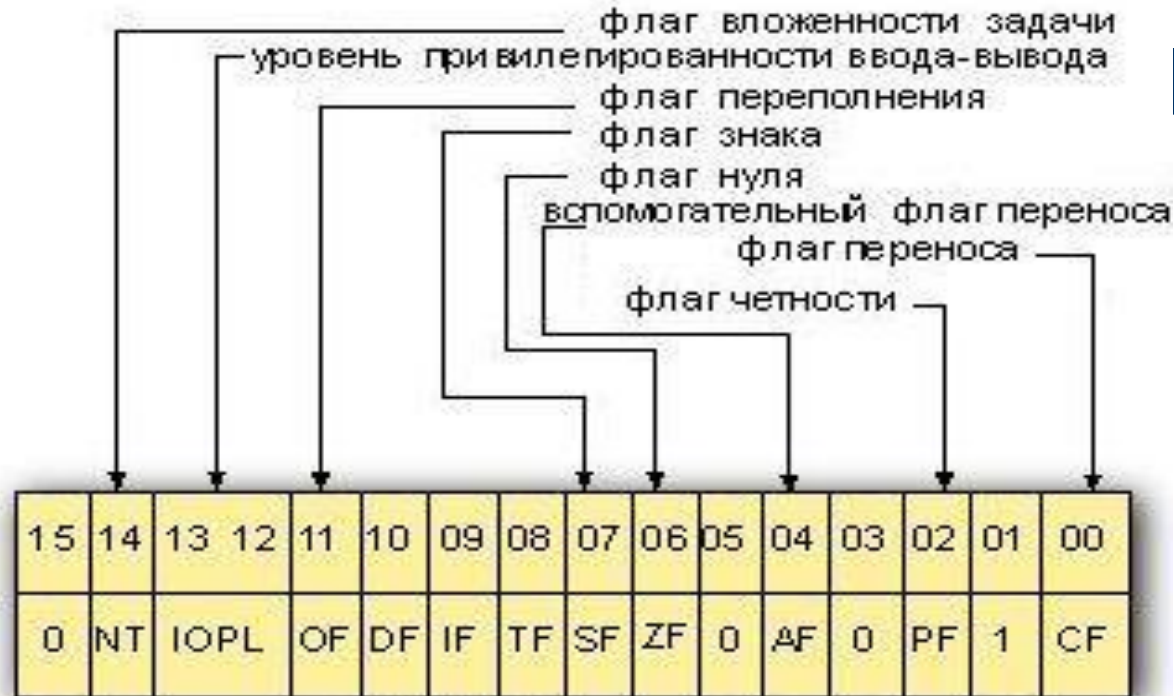 флаг вложенности задачи
уровень привилегированности ввода-вывода
флаг переполнения
флаг знака
флаг нуля
вспомогательный флаг переноса
флаг переноса
флаг четности
15 14 13 12 11 10 09 08 07 06 05 04 03 02 01 00
0 NT IOPL OF DF IF TF SF ZF 0 AF 0 PF 1 CF